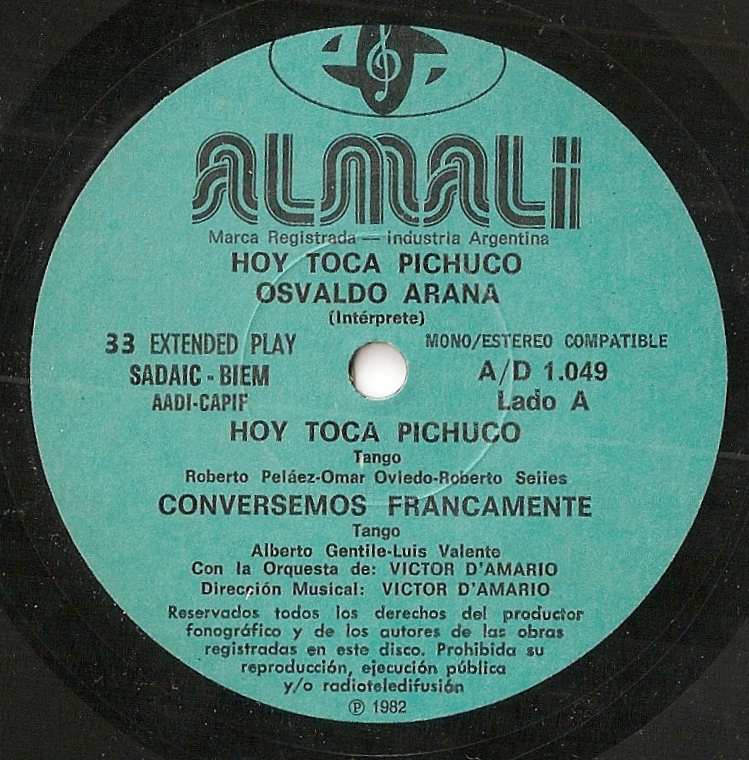 ALMALI
Marca Registrada — Industria Argentina
HOY TOCA PICHUCO
OSVALDO ARANA
(Intérprete)
33 EXTENDED PLAY
SADAIC - BIEM
AADI-CAPIF
MONO/ESTEREO COMPATIBLE
A/D 1.049
Lado A
HOY TOCA PICHUCO
Tango
Roberto Peláez-Omar Oviedo-Roberto Seijes
CONVERSEMOS FRANCAMENTE
Tango
Alberto Gentile-Luis Valente
Con la Orquesta de: VICTOR D'AMARIO
Dirección Musical: VICTOR D'AMARIO
Reservados todos los derechos del productor
fonográfico y de los autores de las obras
registradas en este disco. Prohibida su
reproducción, ejecución pública
y/o radioteledifusión
℗ 1982